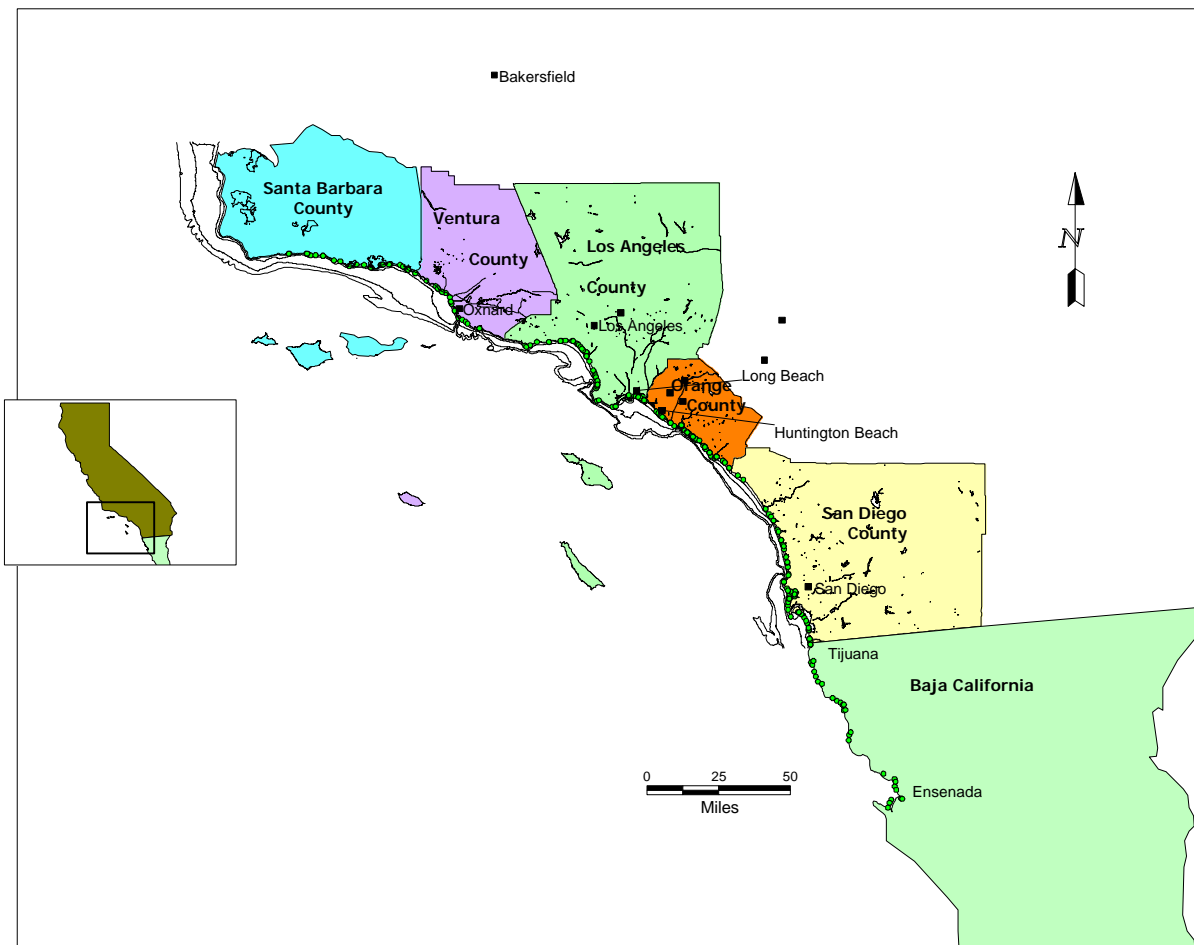 Bakersfield
Santa Barbara
County
Ventura
County
Los Angeles
County
N
Oxnard
Los Angeles
Long Beach
Orange
County
Huntington Beach
San Diego
County
San Diego
Tijuana
Baja California
0 25 50
Miles
Ensenada